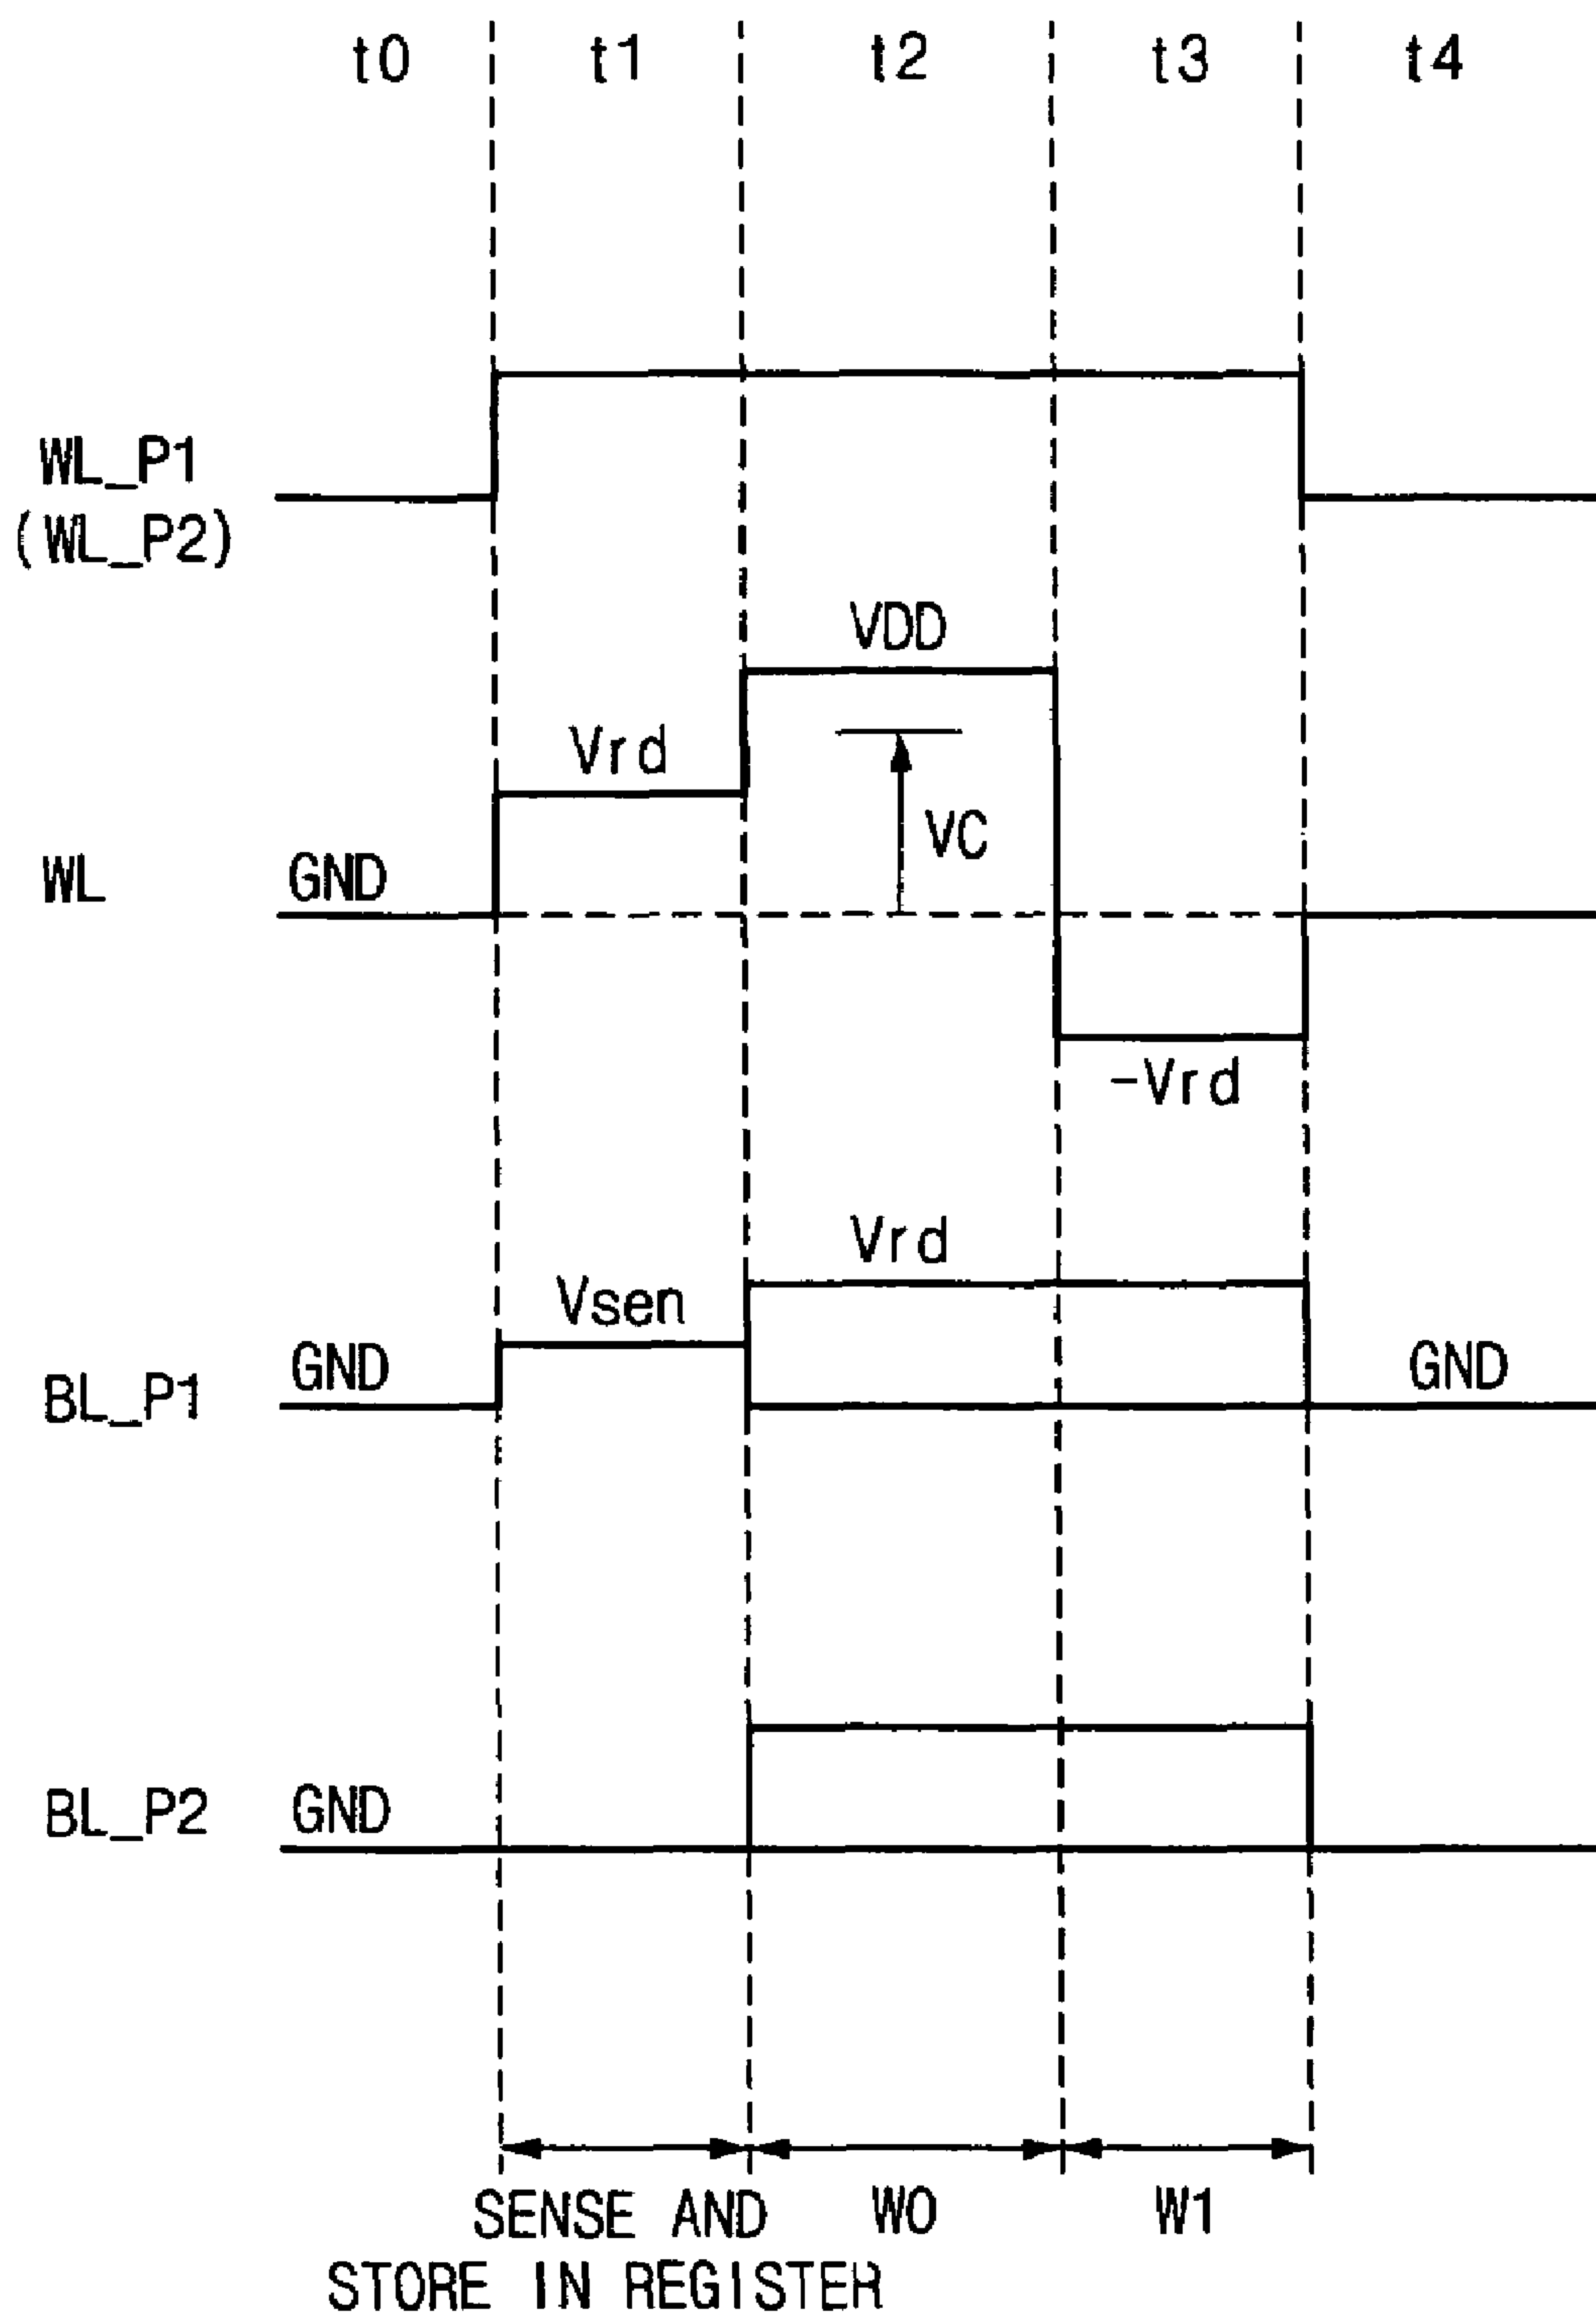 t0 t1 t2 t3 t4
WL_P1
(WL_P2)
VDD
Vrd
VC
WL GND
-Vrd
Vrd
Vsen
BL_P1 GND GND
BL_P2 GND
SENSE AND W0 W1
STORE IN REGISTER